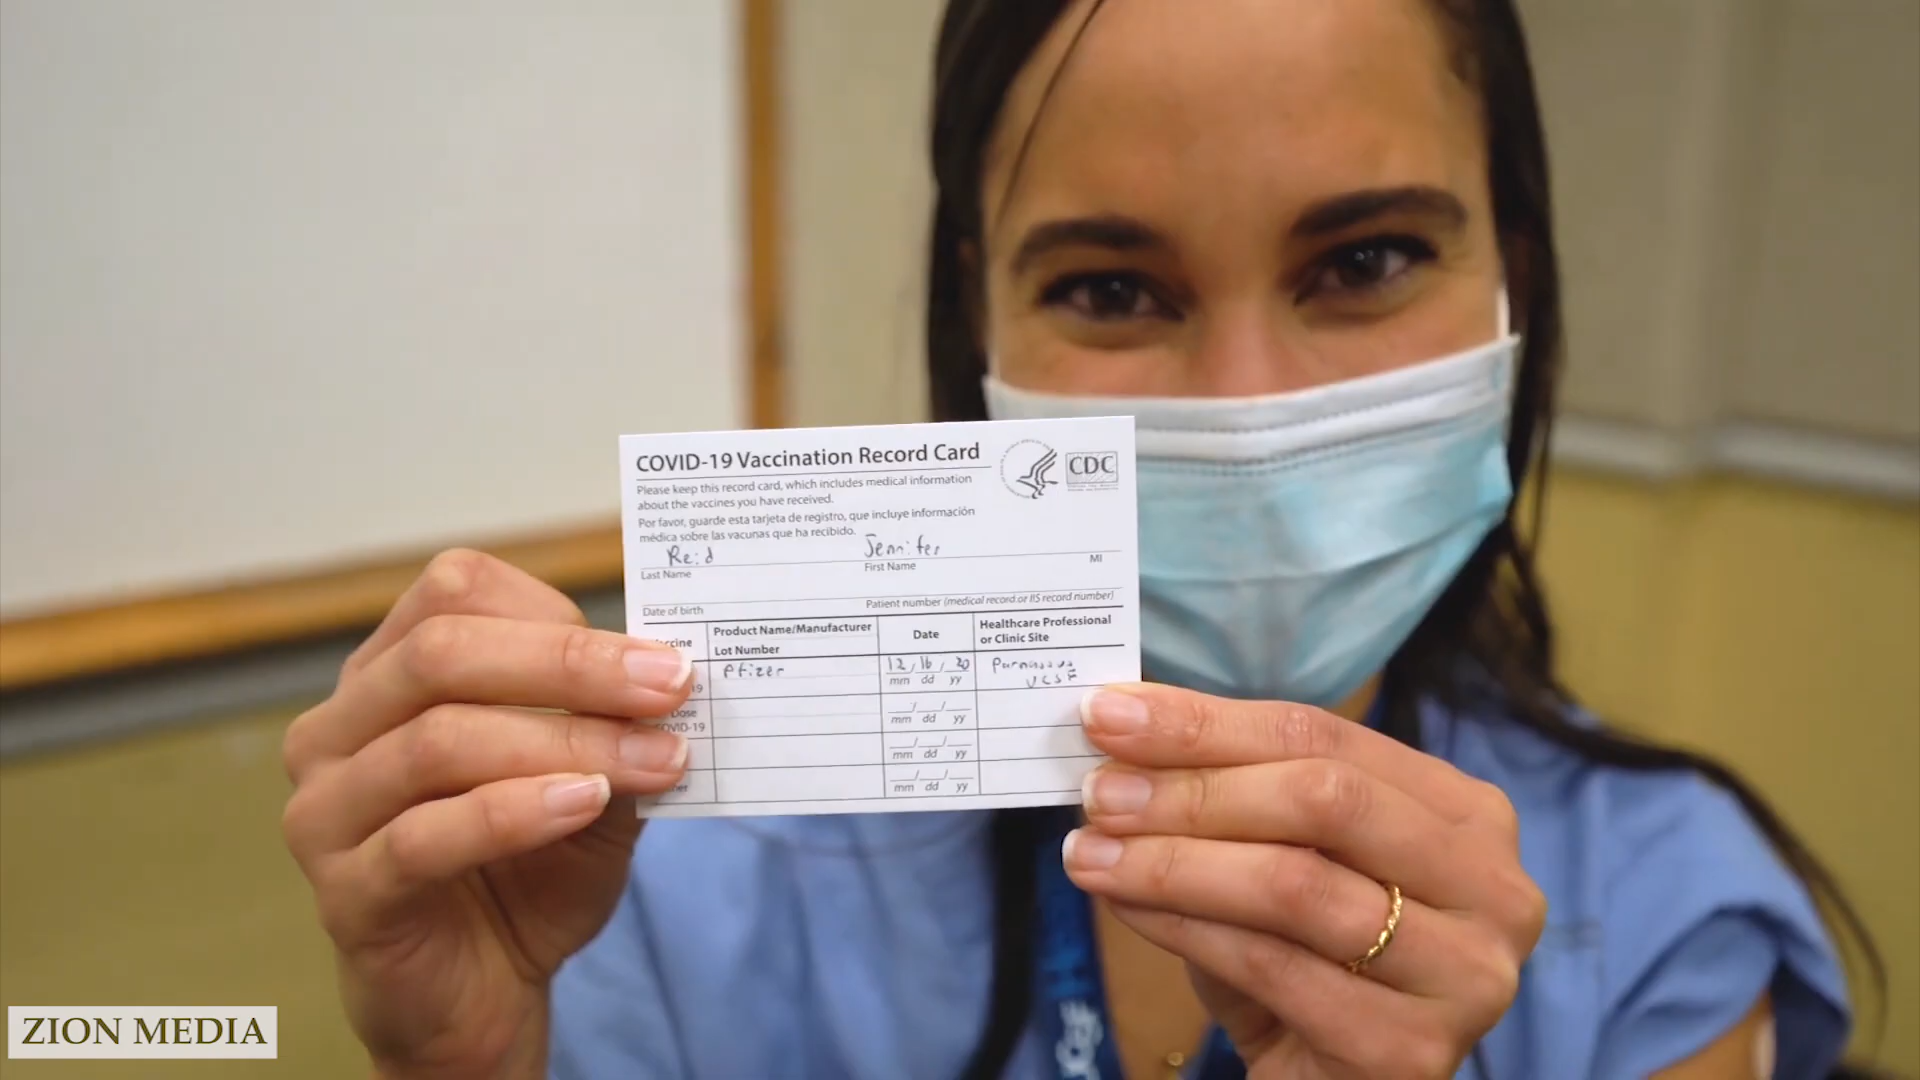 COVID-19 Vaccination Record Card
CDC
Please keep this record card, which includes medical information
about the vaccines you have received.
Por favor, guarde esta tarjeta de registro, que incluye información
médica sobre las vacunas que ha recibido.
Reid Jennifer
Last Name First Name MI
Date of birth Patient number (medical record or IIS record number)
Product Name/Manufacturer Date Healthcare Professional
Lot Number or Clinic Site
Pfizer 12/16/20 Parnassus
mm dd yy UCSF
19
Dose
COVID-19
mm dd yy
mm dd yy
mm dd yy
ZION MEDIA